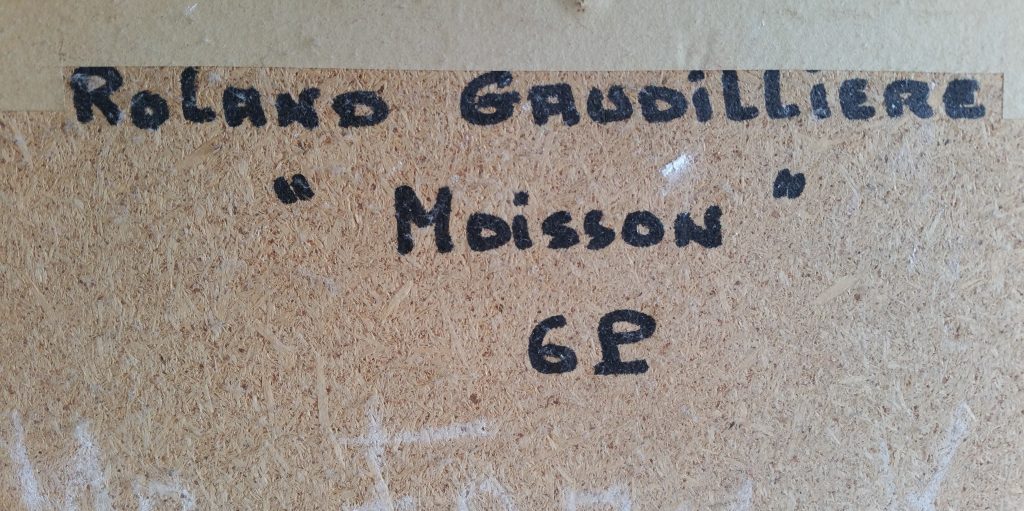 ROLAND GAUDILLIERE
" MOISSON "
6P